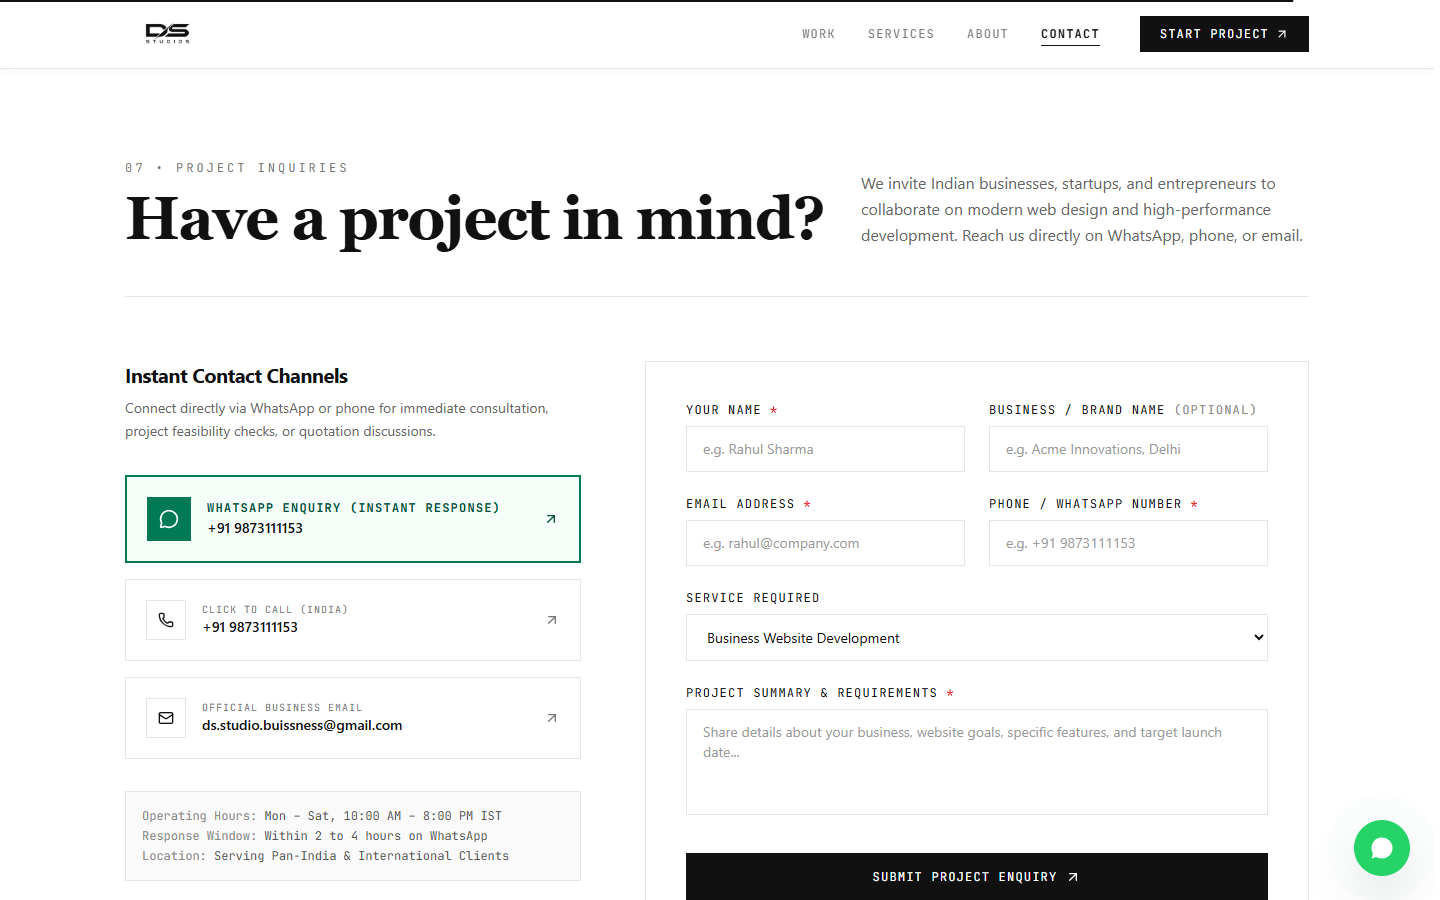 DS
STUDIOS
WORK
SERVICES
ABOUT
CONTACT
START PROJECT
07 • PROJECT INQUIRIES
Have a project in mind?
We invite Indian businesses, startups, and entrepreneurs to
collaborate on modern web design and high-performance
development. Reach us directly on WhatsApp, phone, or email.
Instant Contact Channels
Connect directly via WhatsApp or phone for immediate consultation,
project feasibility checks, or quotation discussions.
WHATSAPP ENQUIRY (INSTANT RESPONSE)
+91 9873111153
CLICK TO CALL (INDIA)
+91 9873111153
OFFICIAL BUSINESS EMAIL
ds.studio.buissness@gmail.com
Operating Hours: Mon – Sat, 10:00 AM – 8:00 PM IST
Response Window: Within 2 to 4 hours on WhatsApp
Location: Serving Pan-India & International Clients
YOUR NAME *
e.g. Rahul Sharma
BUSINESS / BRAND NAME (OPTIONAL)
e.g. Acme Innovations, Delhi
EMAIL ADDRESS *
e.g. rahul@company.com
PHONE / WHATSAPP NUMBER *
e.g. +91 9873111153
SERVICE REQUIRED
Business Website Development
PROJECT SUMMARY & REQUIREMENTS *
Share details about your business, website goals, specific features, and target launch
date...
SUBMIT PROJECT ENQUIRY